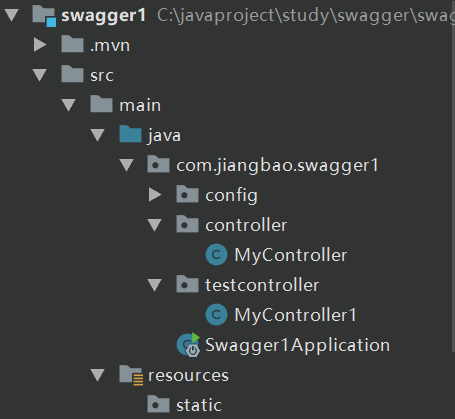 swagger1 C:\javaproject\study\swagger\swag
.mvn
src
main
java
com.jiangbao.swagger1
config
controller
MyController
testcontroller
MyController1
Swagger1Application
resources
static